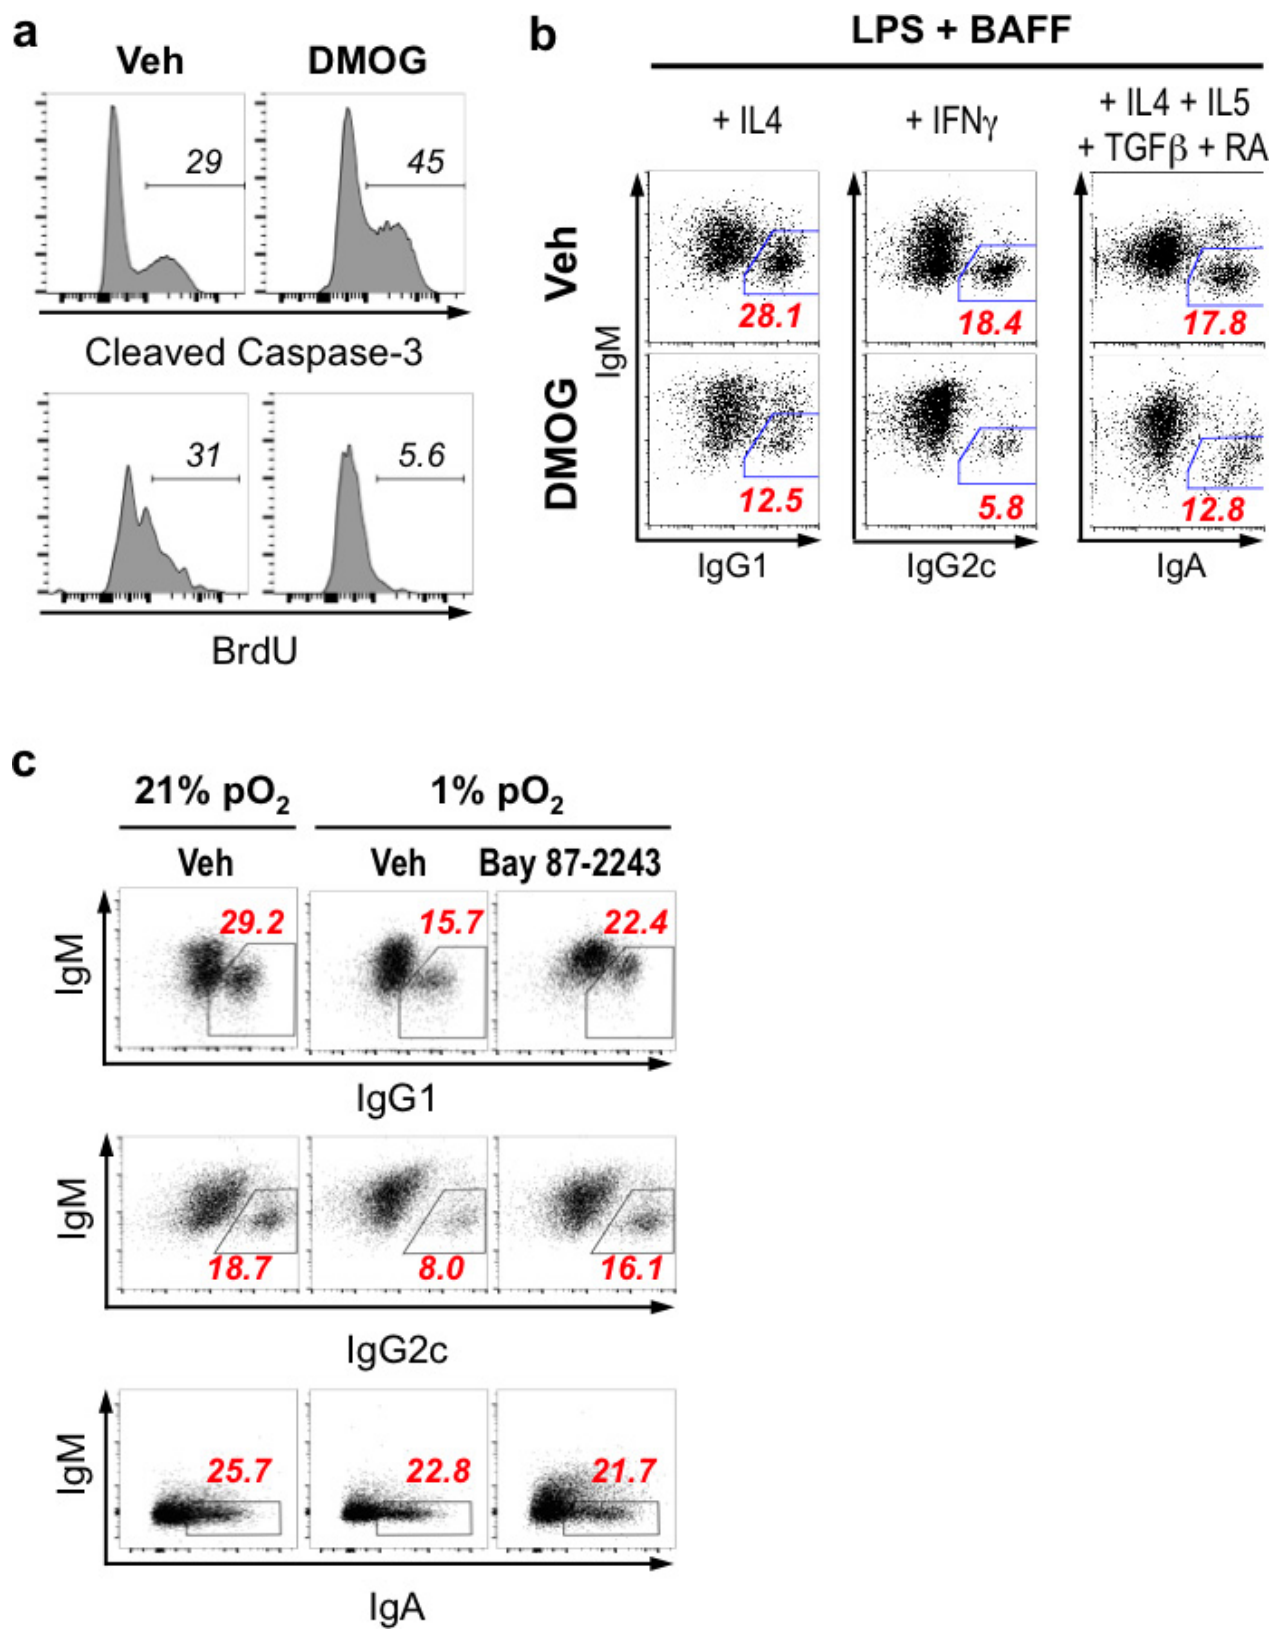 a
Veh DMOG
29 45
Cleaved Caspase-3
31 5.6
BrdU
b
LPS + BAFF
+ IL4 + IFNγ + IL4 + IL5
+ TGFβ + RA
Veh
IgM
28.1 18.4 17.8
DMOG
12.5 5.8 12.8
IgG1 IgG2c IgA
c
21% pO₂ 1% pO₂
Veh Veh Bay 87-2243
IgM
29.2 15.7 22.4
IgG1
IgM
18.7 8.0 16.1
IgG2c
IgM
25.7 22.8 21.7
IgA